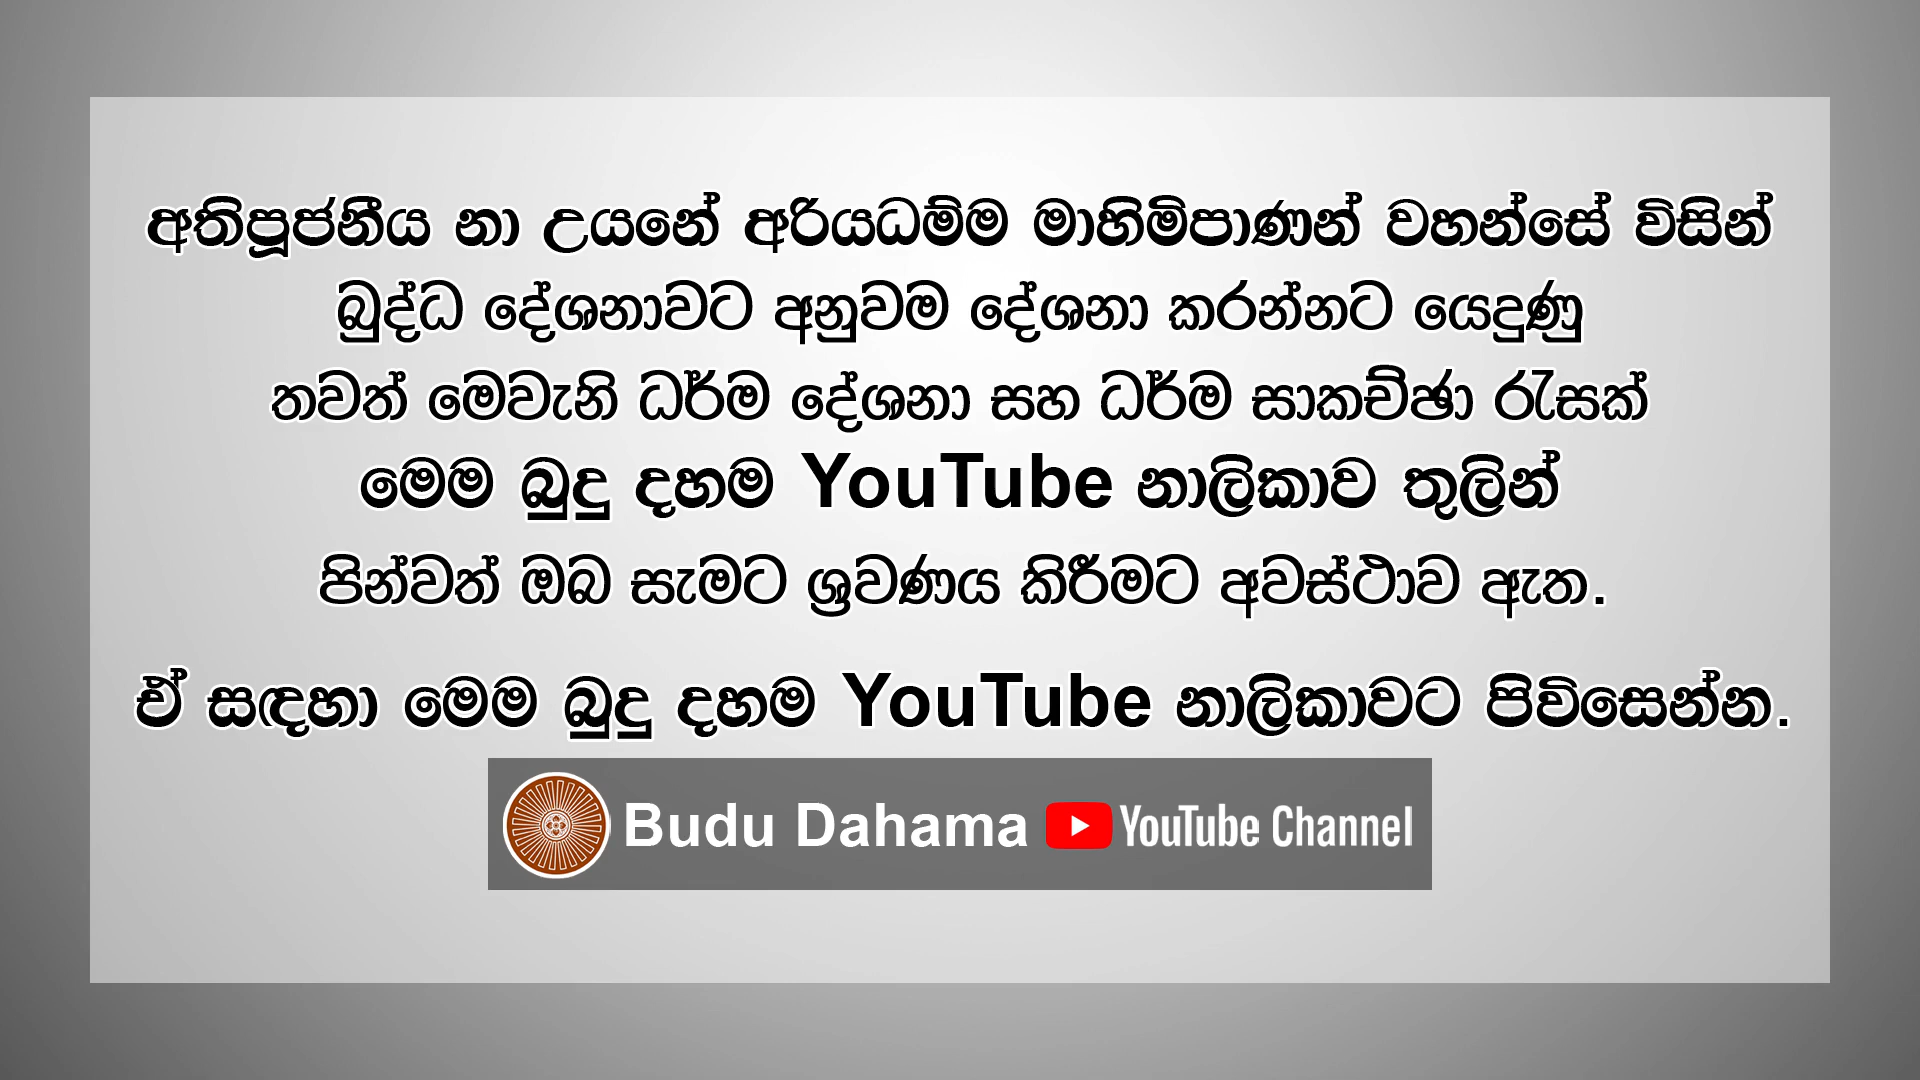 අතිපූජනීය නා උයනේ අරියධම්ම මාහිමිපාණන් වහන්සේ විසින්
බුද්ධ දේශනාවට අනුවම දේශනා කරන්නට යෙදුණු
තවත් මෙවැනි ධර්ම දේශනා සහ ධර්ම සාකච්ඡා රැසක්
මෙම බුදු දහම YouTube නාලිකාව තුලින්
පින්වත් ඔබ සැමට ශ්‍රවණය කිරීමට අවස්ථාව ඇත.
ඒ සඳහා මෙම බුදු දහම YouTube නාලිකාවට පිවිසෙන්න.
Budu Dahama YouTube Channel